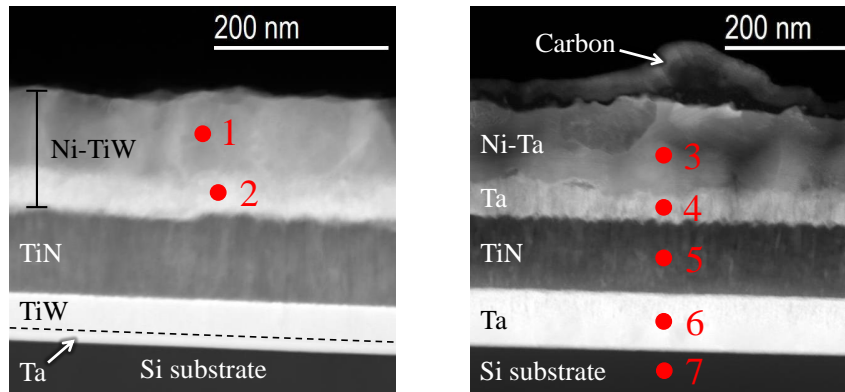 200 nm
1
Ni-TiW
2
TiN
TiW
Ta
Si substrate
200 nm
Carbon
Ni-Ta
3
Ta
4
TiN
5
Ta
6
Si substrate
7